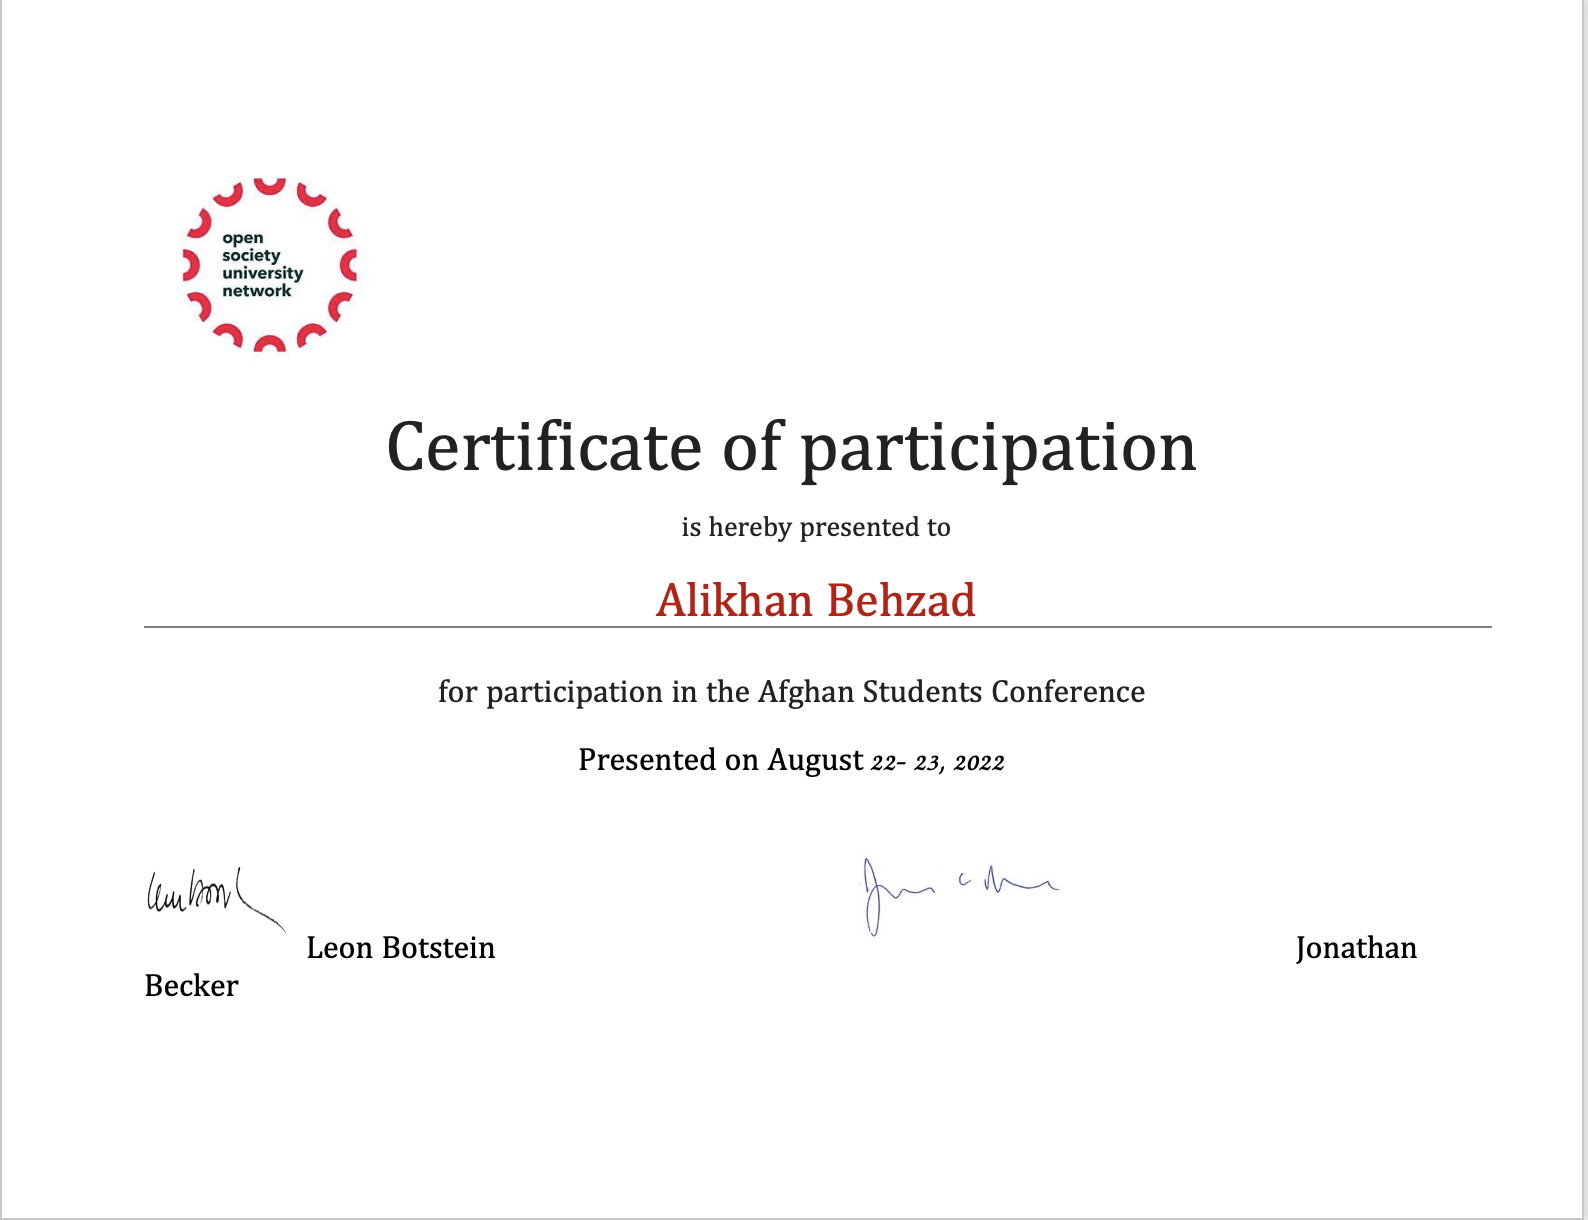 open
society
university
network
Certificate of participation
is hereby presented to
Alikhan Behzad
for participation in the Afghan Students Conference
Presented on August 22- 23, 2022
Leon Botstein Jonathan
Becker